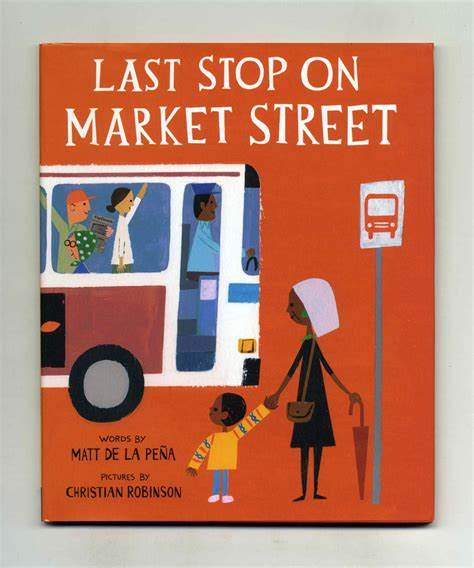 LAST STOP ON
MARKET STREET
WORDS BY
MATT DE LA PEÑA
PICTURES BY
CHRISTIAN ROBINSON